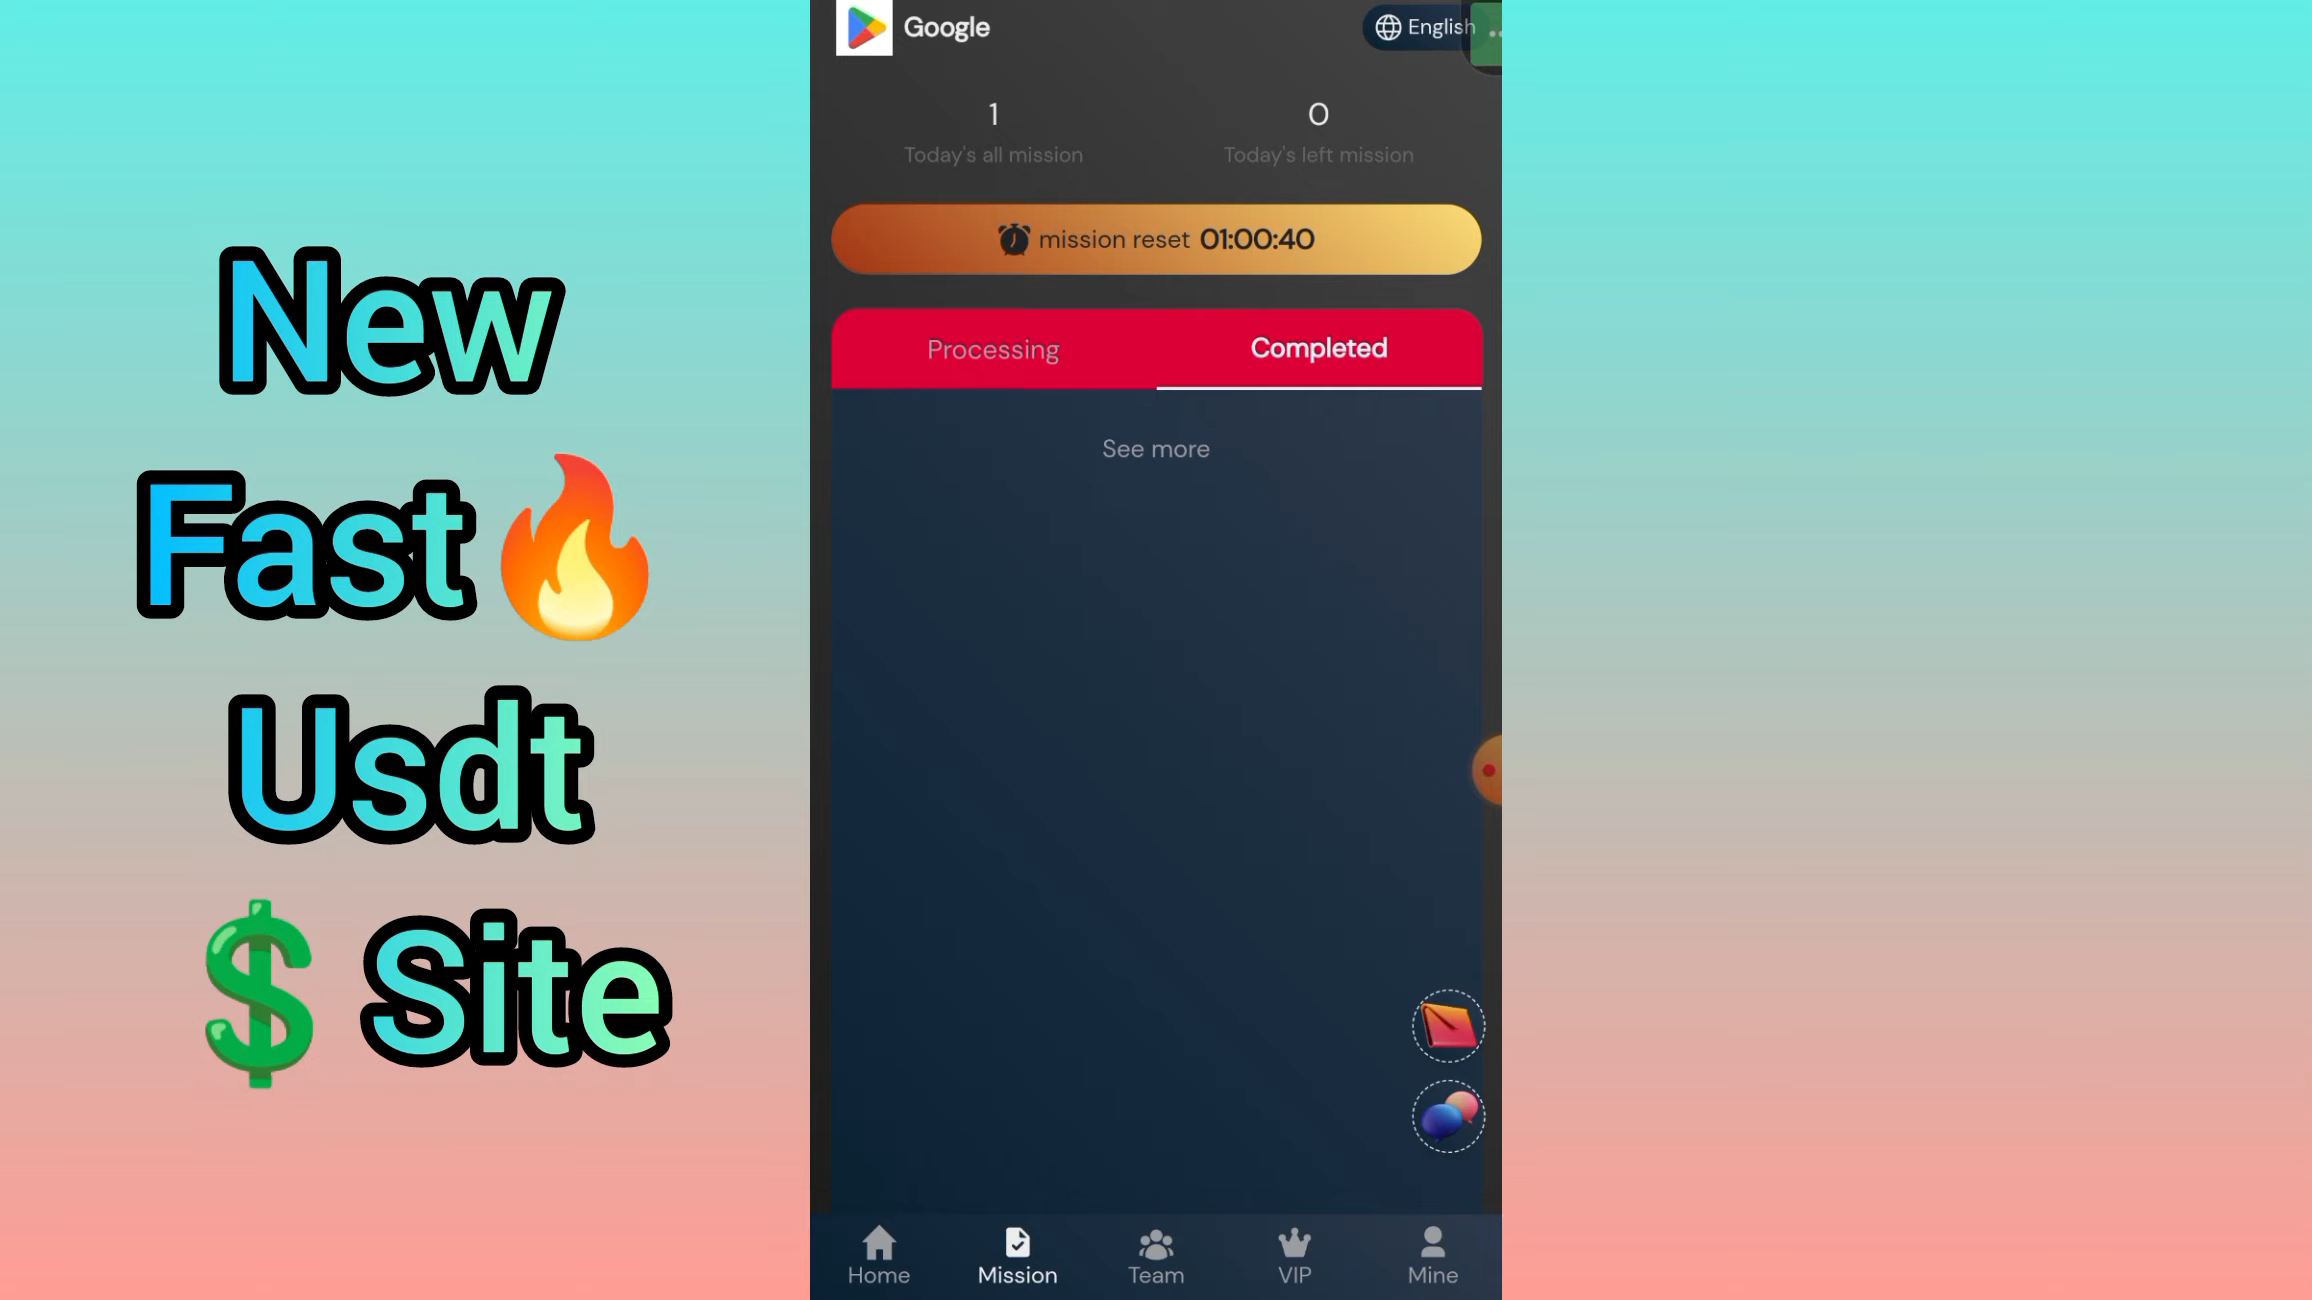 New
Fast🔥
Usdt
💲 Site
Google
English
1
0
Today's all mission
Today's left mission
mission reset 01:00:40
Processing
Completed
See more
Home
Mission
Team
VIP
Mine